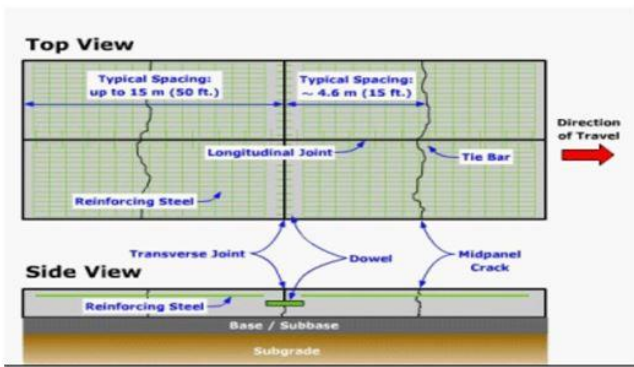 Top View
Typical Spacing:
up to 15 m (50 ft.)
Typical Spacing:
~ 4.6 m (15 ft.)
Direction
of Travel
Longitudinal Joint
Tie Bar
Reinforcing Steel
Transverse Joint
Dowel
Midpanel
Crack
Side View
Reinforcing Steel
Base / Subbase
Subgrade